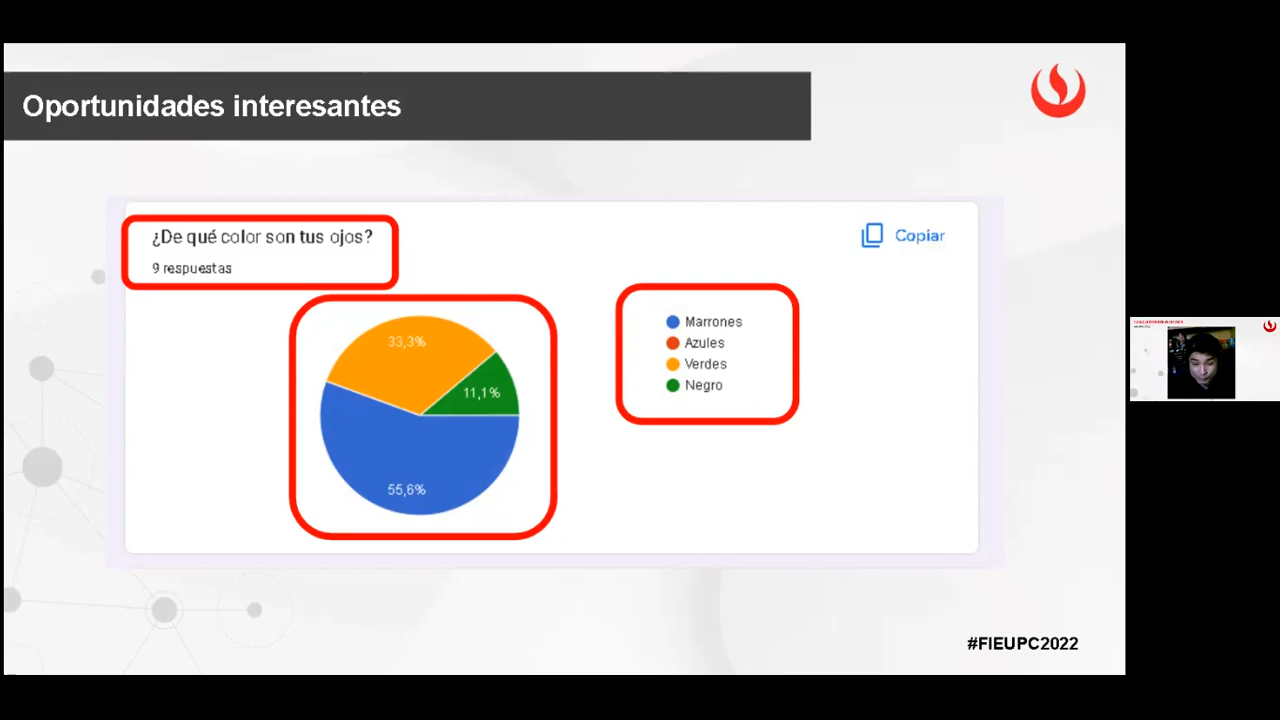 Oportunidades interesantes
¿De qué color son tus ojos?
9 respuestas
Copiar
33,3%
11,1%
55,6%
Marrones
Azules
Verdes
Negro
#FIEUPC2022